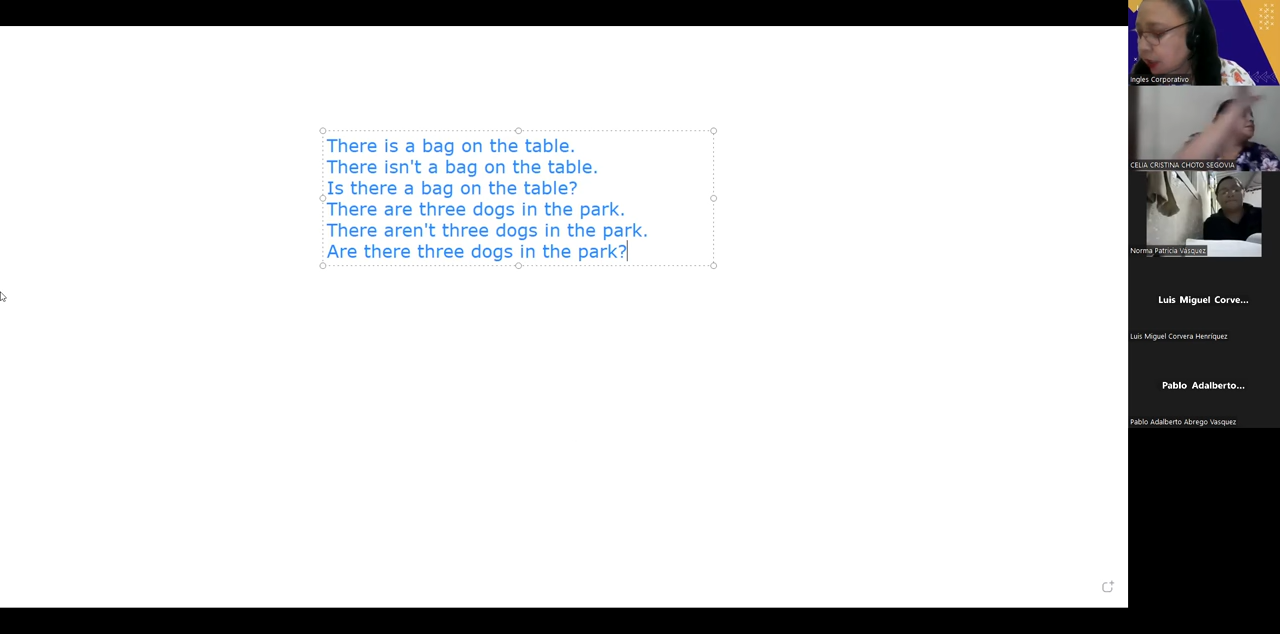 There is a bag on the table.
There isn't a bag on the table.
Is there a bag on the table?
There are three dogs in the park.
There aren't three dogs in the park.
Are there three dogs in the park?
Ingles Corporativo
CELIA CRISTINA CHOTO SEGOVIA
Norma Patricia Vásquez
Luis Miguel Corve...
Luis Miguel Corvera Henríquez
Pablo Adalberto...
Pablo Adalberto Abrego Vasquez